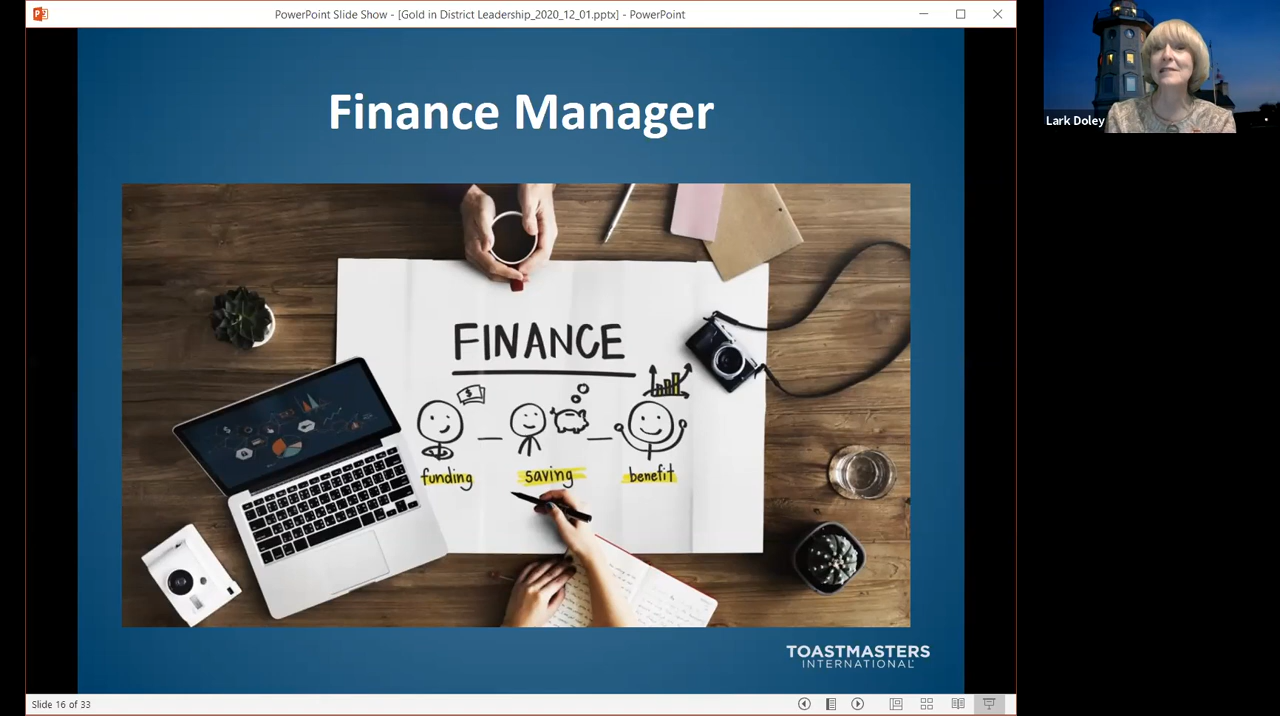 PowerPoint Slide Show - [Gold in District Leadership_2020_12_01.pptx] - PowerPoint
Finance Manager
Lark Doley
FINANCE
$
funding
saving
benefit
TOASTMASTERS
INTERNATIONAL
Slide 16 of 33